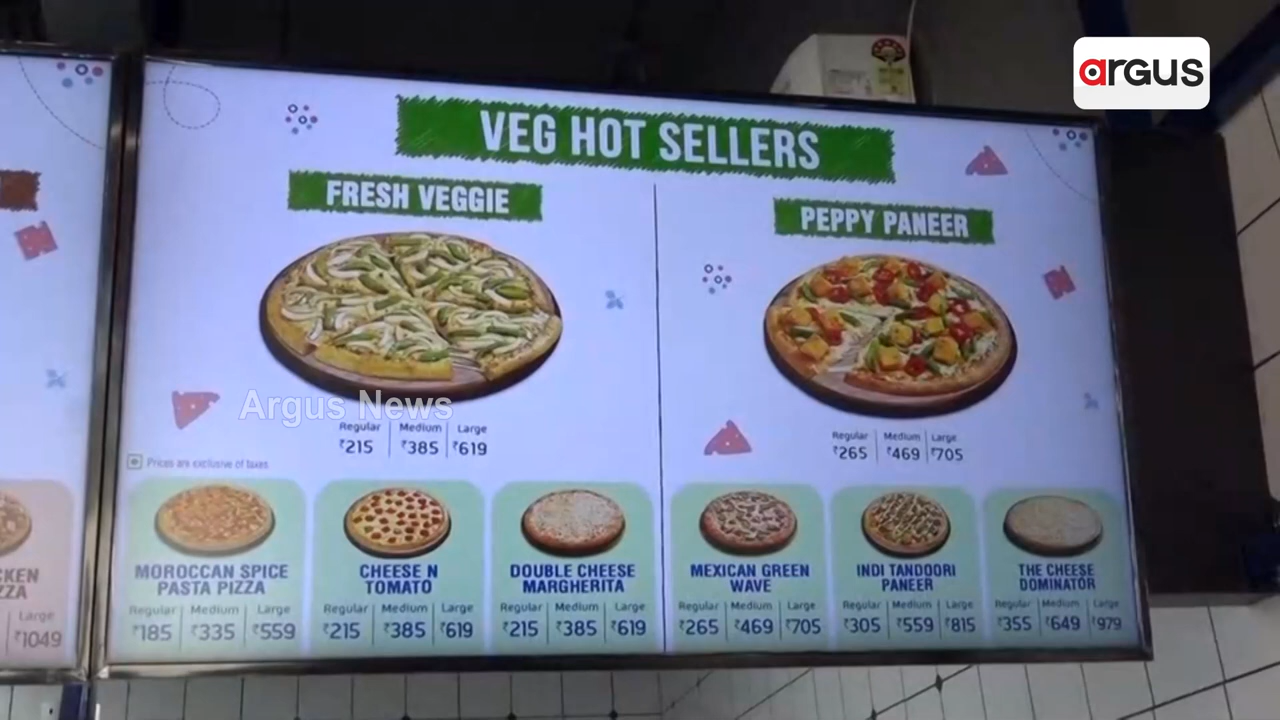 argus
VEG HOT SELLERS
FRESH VEGGIE
Argus News
Regular Medium Large
₹215 ₹385 ₹619
Prices are exclusive of taxes
PEPPY PANEER
Regular Medium Large
₹265 ₹469 ₹705
Large
₹1049
MOROCCAN SPICE
PASTA PIZZA
Regular Medium Large
₹185 ₹335 ₹559
CHEESE N
TOMATO
Regular Medium Large
₹215 ₹385 ₹619
DOUBLE CHEESE
MARGHERITA
Regular Medium Large
₹215 ₹385 ₹619
MEXICAN GREEN
WAVE
Regular Medium Large
₹265 ₹469 ₹705
INDI TANDOORI
PANEER
Regular Medium Large
₹305 ₹559 ₹815
THE CHEESE
DOMINATOR
Regular Medium Large
₹355 ₹649 ₹979